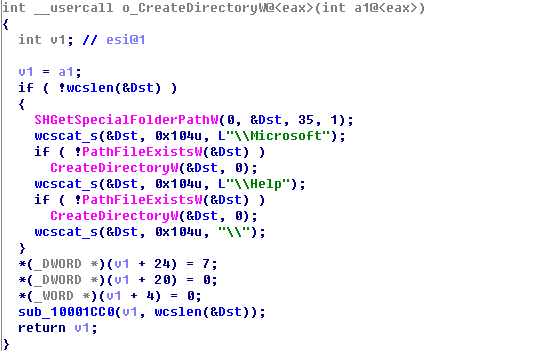 int __usercall o_CreateDirectoryW@<eax>(int a1@<eax>)
{
int v1; // esi@1
v1 = a1;
if ( !wcslen(&Dst) )
{
SHGetSpecialFolderPathW(0, &Dst, 35, 1);
wcscat_s(&Dst, 0x104u, L"\\Microsoft");
if ( !PathFileExistsW(&Dst) )
CreateDirectoryW(&Dst, 0);
wcscat_s(&Dst, 0x104u, L"\\Help");
if ( !PathFileExistsW(&Dst) )
CreateDirectoryW(&Dst, 0);
wcscat_s(&Dst, 0x104u, "\\");
}
*(_DWORD *)(v1 + 24) = 7;
*(_DWORD *)(v1 + 20) = 0;
*(_WORD *)(v1 + 4) = 0;
sub_10001CC0(v1, wcslen(&Dst));
return v1;
}